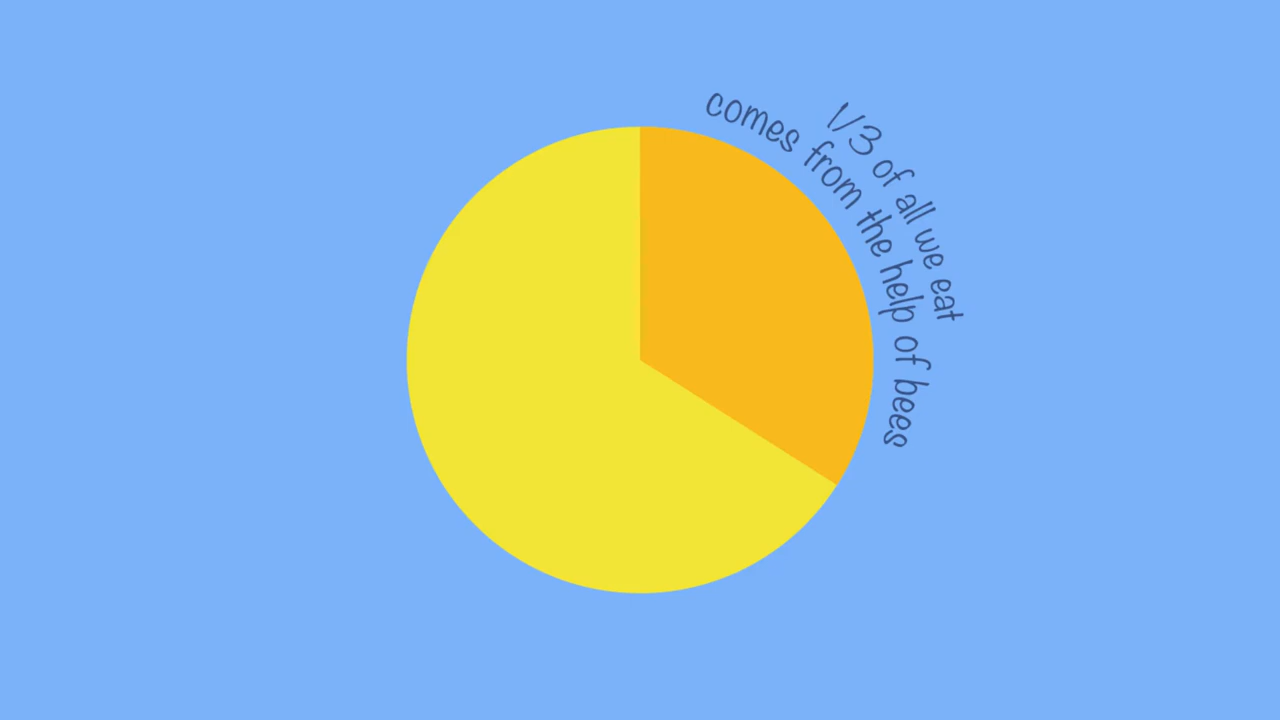 1/3 of all we eat
comes from the help of bees